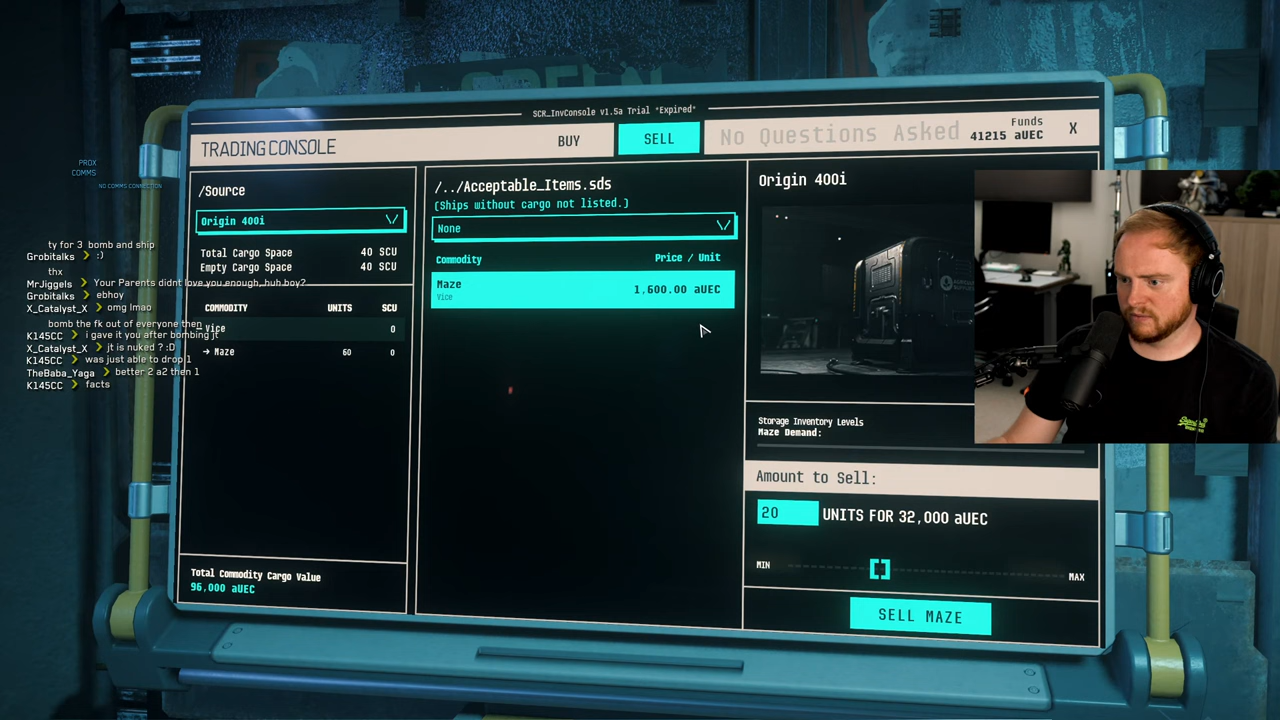 SCR_InvConsole v1.5a Trial *Expired*
TRADING CONSOLE
BUY
SELL
No Questions Asked
Funds
41215 aUEC
X
PROX
COMMS
NO COMMS CONNECTION
/Source
Origin 400i
Total Cargo Space 40 SCU
Empty Cargo Space 40 SCU
COMMODITY UNITS SCU
Vice 0
→ Maze 60 0
Total Commodity Cargo Value
96,000 aUEC
/../Acceptable_Items.sds
(Ships without cargo not listed.)
None
Commodity Price / Unit
Maze
Vice
1,600.00 aUEC
Origin 400i
Storage Inventory Levels
Maze Demand:
Amount to Sell:
20 UNITS FOR 32,000 aUEC
MIN
MAX
SELL MAZE
ty for 3 bomb and ship
Grobitalks > :)
thx
MrJiggels > Your Parents didnt love you enough, huh boy?
Grobitalks > ebhoy
X_Catalyst_X > omg lmao
bomb the fk out of everyone then
K145CC > i gave it you after bombing jt
X_Catalyst_X > jt is nuked ? :D
K145CC > was just able to drop 1
TheBaba_Yaga > better 2 a2 then 1
K145CC > facts